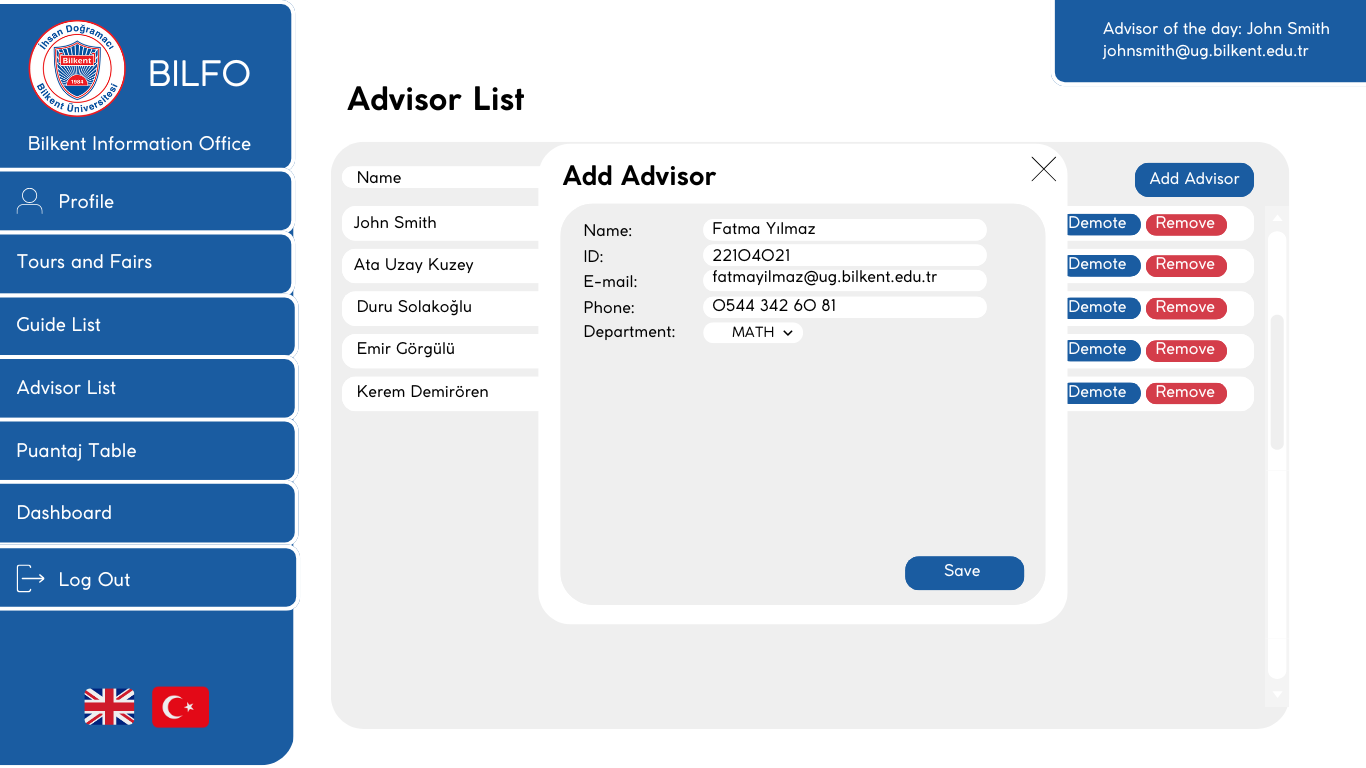 İhsan Doğramacı
Bilkent
1984
Bilkent Üniversitesi
BILFO
Bilkent Information Office
Profile
Tours and Fairs
Guide List
Advisor List
Puantaj Table
Dashboard
Log Out
Advisor of the day: John Smith
johnsmith@ug.bilkent.edu.tr
Advisor List
Name
Add Advisor
John Smith
Demote Remove
Ata Uzay Kuzey
Demote Remove
Duru Solakoğlu
Demote Remove
Emir Görgülü
Demote Remove
Kerem Demirören
Demote Remove
Add Advisor
Name: Fatma Yılmaz
ID: 22104021
E-mail: fatmayilmaz@ug.bilkent.edu.tr
Phone: 0544 342 60 81
Department: MATH
Save